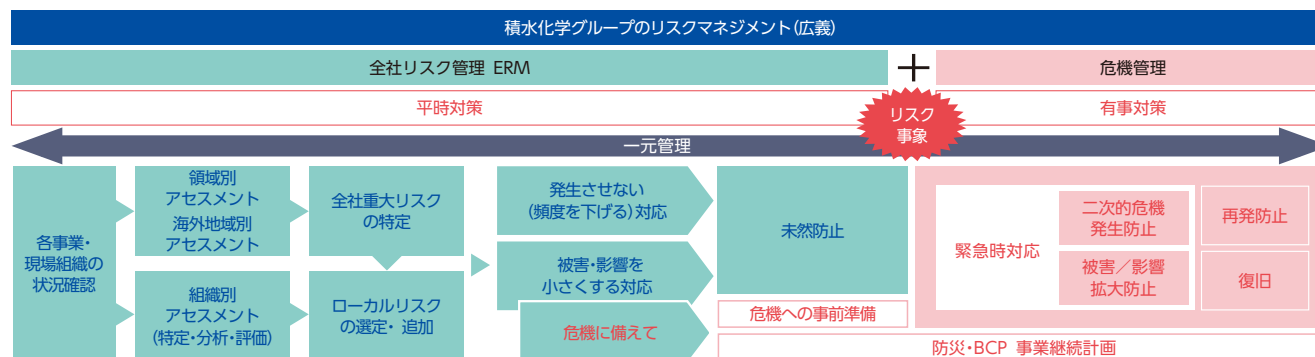 積水化学グループのリスクマネジメント(広義)
全社リスク管理 ERM
＋
危機管理
平時対策
リスク
事象
有事対策
一元管理
各事業・
現場組織の
状況確認
領域別
アセスメント
海外地域別
アセスメント
組織別
アセスメント
(特定・分析・評価)
全社重大リスク
の特定
ローカルリスク
の選定・追加
発生させない
(頻度を下げる)対応
被害・影響を
小さくする対応
危機に備えて
未然防止
危機への事前準備
緊急時対応
二次的危機
発生防止
被害／影響
拡大防止
再発防止
復旧
防災・BCP 事業継続計画